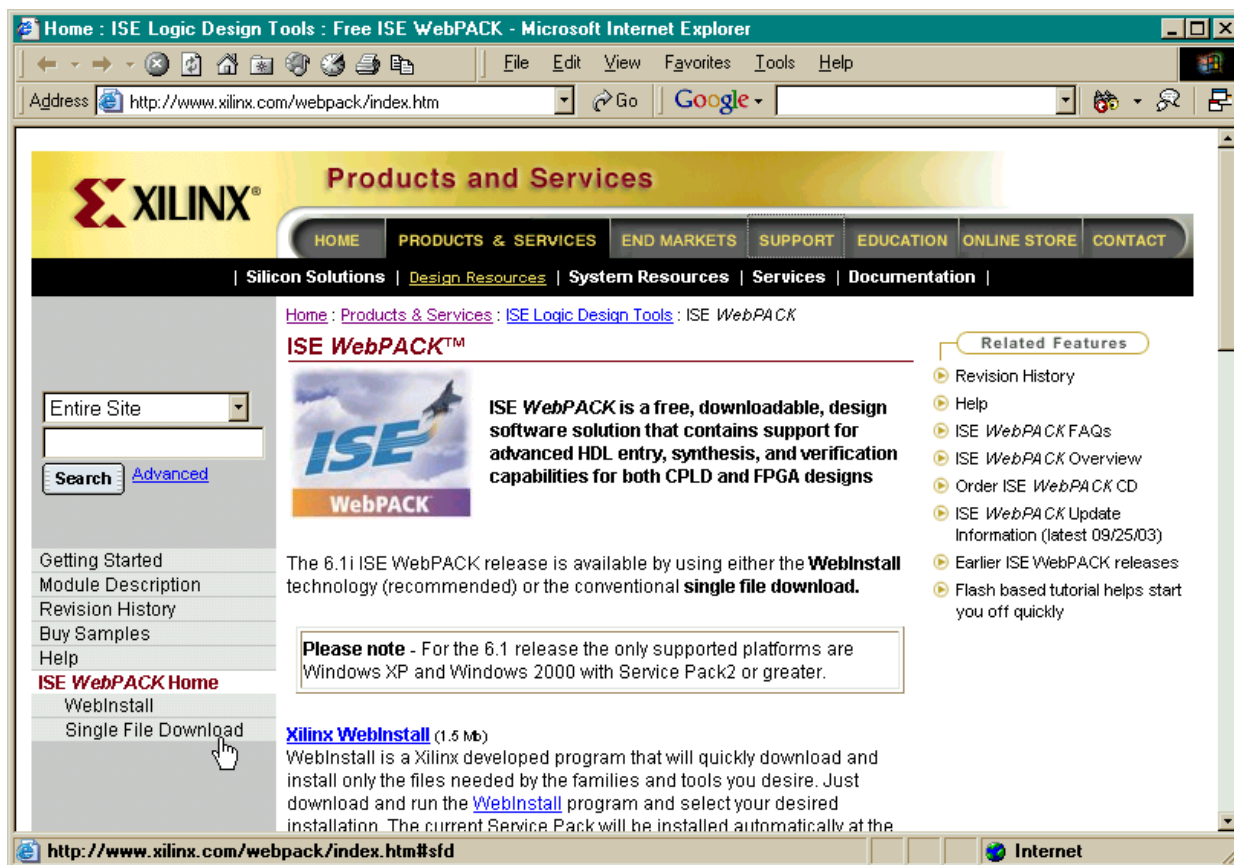 Home : ISE Logic Design Tools : Free ISE WebPACK - Microsoft Internet Explorer
File Edit View Favorites Tools Help
Address http://www.xilinx.com/webpack/index.htm Go Google
XILINX®
Products and Services
HOME PRODUCTS & SERVICES END MARKETS SUPPORT EDUCATION ONLINE STORE CONTACT
| Silicon Solutions | Design Resources | System Resources | Services | Documentation |
Home : Products & Services : ISE Logic Design Tools : ISE WebPACK
Entire Site
Search Advanced
Getting Started
Module Description
Revision History
Buy Samples
Help
ISE WebPACK Home
WebInstall
Single File Download
ISE WebPACK™
ISE
WebPACK
ISE WebPACK is a free, downloadable, design
software solution that contains support for
advanced HDL entry, synthesis, and verification
capabilities for both CPLD and FPGA designs
The 6.1i ISE WebPACK release is available by using either the WebInstall
technology (recommended) or the conventional single file download.
Please note - For the 6.1 release the only supported platforms are
Windows XP and Windows 2000 with Service Pack2 or greater.
Xilinx WebInstall (1.5 Mb)
WebInstall is a Xilinx developed program that will quickly download and
install only the files needed by the families and tools you desire. Just
download and run the WebInstall program and select your desired
installation. The current Service Pack will be installed automatically at the
Related Features
Revision History
Help
ISE WebPACK FAQs
ISE WebPACK Overview
Order ISE WebPACK CD
ISE WebPACK Update
Information (latest 09/25/03)
Earlier ISE WebPACK releases
Flash based tutorial helps start
you off quickly
http://www.xilinx.com/webpack/index.htm#sfd
Internet